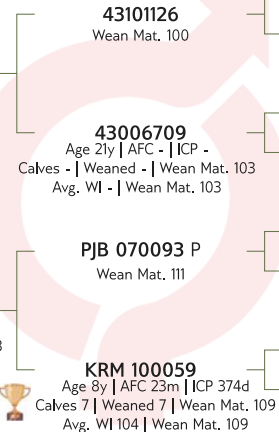 43101126
Wean Mat. 100
43006709
Age 21y | AFC - | ICP -
Calves - | Weaned - | Wean Mat. 103
Avg. WI - | Wean Mat. 103
PJB 070093 P
Wean Mat. 111
KRM 100059
Age 8y | AFC 23m | ICP 374d
Calves 7 | Weaned 7 | Wean Mat. 109
Avg. WI 104 | Wean Mat. 109